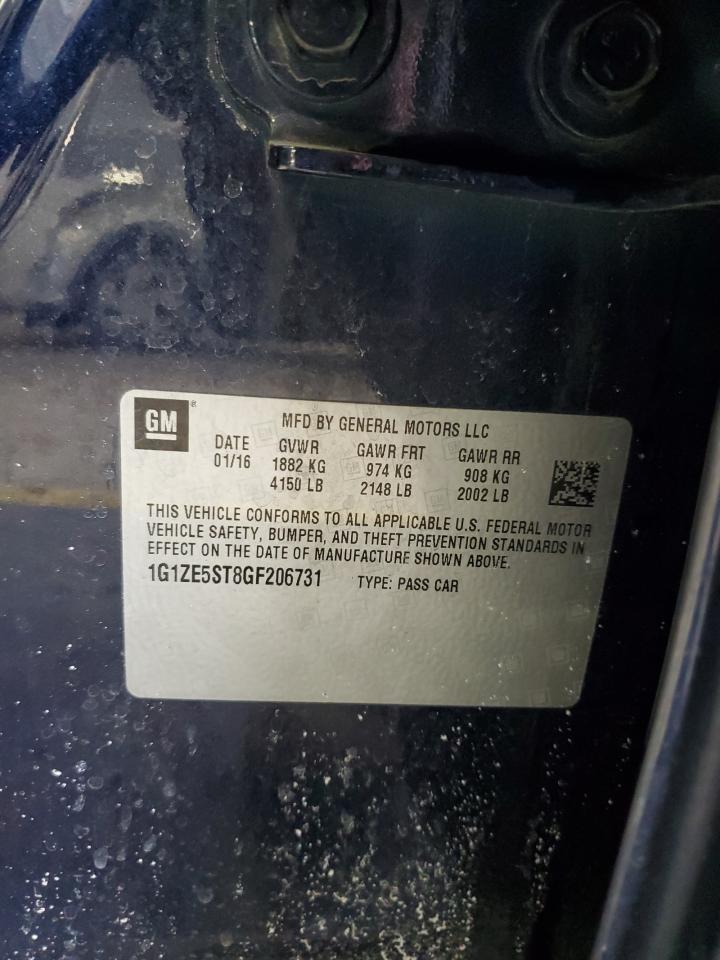 GM ®
MFD BY GENERAL MOTORS LLC
DATE GVWR GAWR FRT GAWR RR
01/16 1882 KG 974 KG 908 KG
4150 LB 2148 LB 2002 LB
THIS VEHICLE CONFORMS TO ALL APPLICABLE U.S. FEDERAL MOTOR
VEHICLE SAFETY, BUMPER, AND THEFT PREVENTION STANDARDS IN
EFFECT ON THE DATE OF MANUFACTURE SHOWN ABOVE.
1G1ZE5ST8GF206731 TYPE: PASS CAR